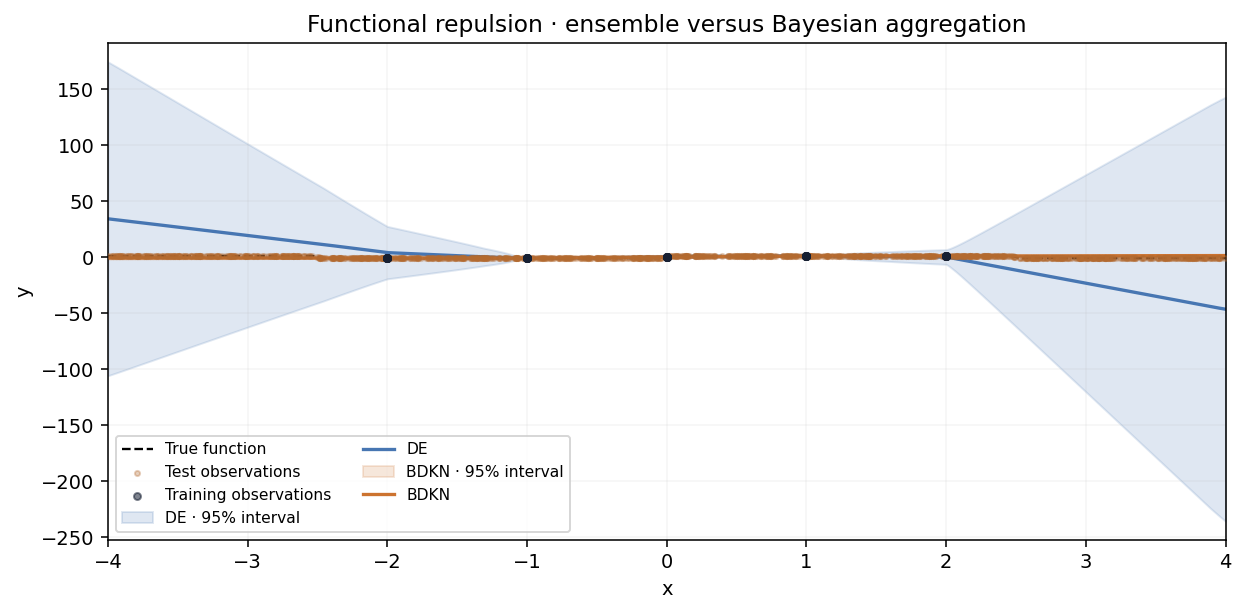 Functional repulsion · ensemble versus Bayesian aggregation
150
100
50
0
−50
−100
−150
−200
−250
y
True function
Test observations
Training observations
DE · 95% interval
DE
BDKN · 95% interval
BDKN
−4 −3 −2 −1 0 1 2 3 4
x